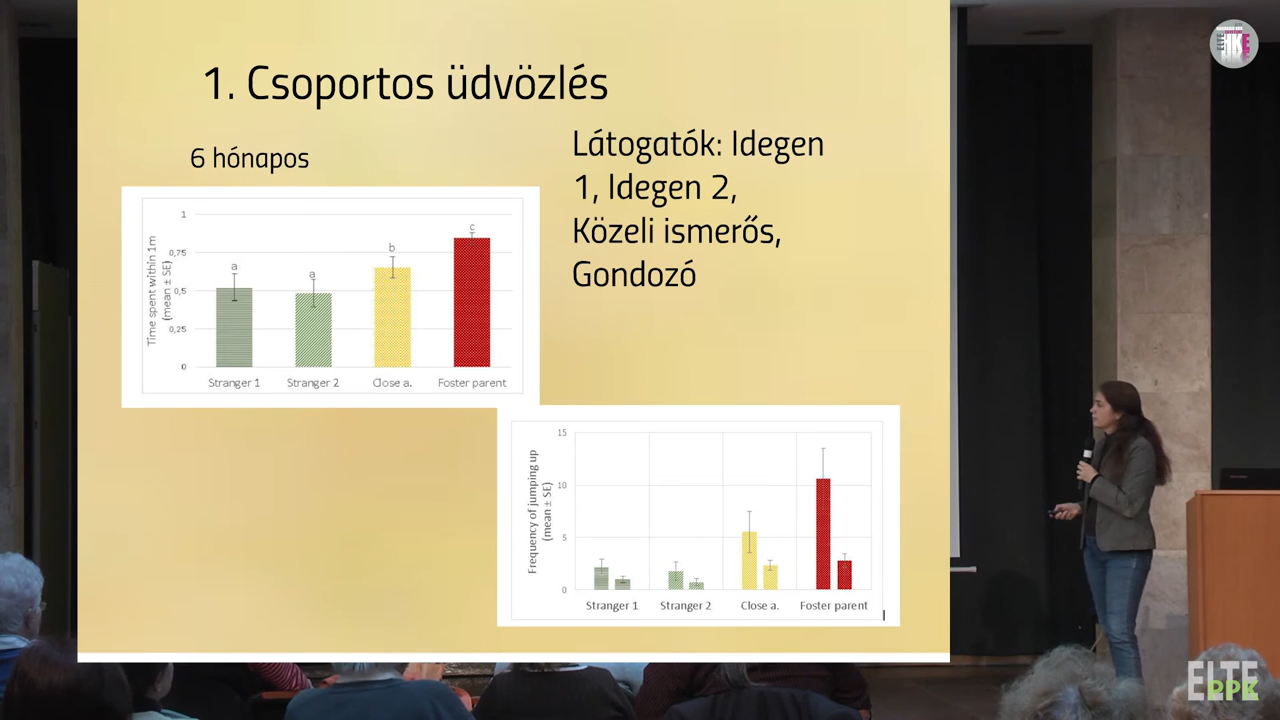 1. Csoportos üdvözlés
6 hónapos
Látogatók: Idegen
1, Idegen 2,
Közeli ismerős,
Gondozó
Time spent within 1m
(mean ± SE)
1
0,75
0,5
0,25
0
a
a
b
c
Stranger 1
Stranger 2
Close a.
Foster parent
Frequency of jumping up
(mean ± SE)
15
10
5
0
Stranger 1
Stranger 2
Close a.
Foster parent
ELTE
PPK